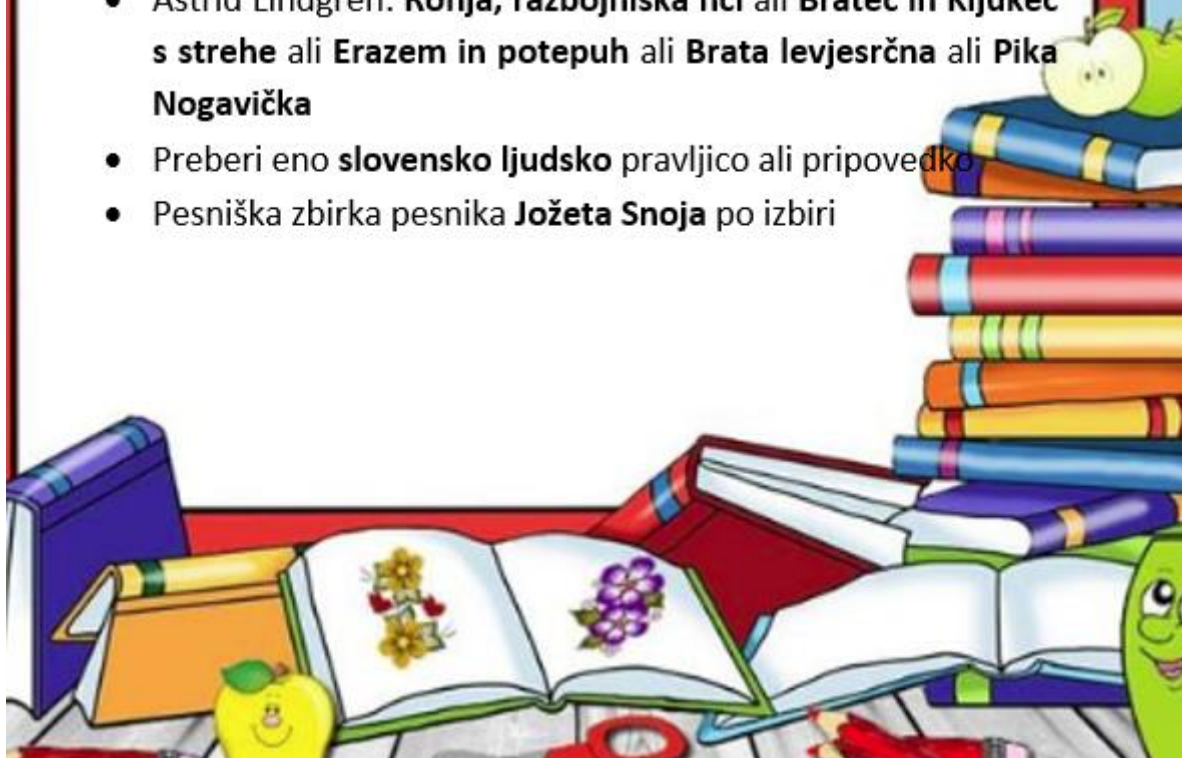 • Astrid Lindgren: Ronja, razbojniška hči ali Bratec in Kljukec
s strehe ali Erazem in potepuh ali Brata levjesrčna ali Pika
Nogavička
• Preberi eno slovensko ljudsko pravljico ali pripovedko
• Pesniška zbirka pesnika Jožeta Snoja po izbiri